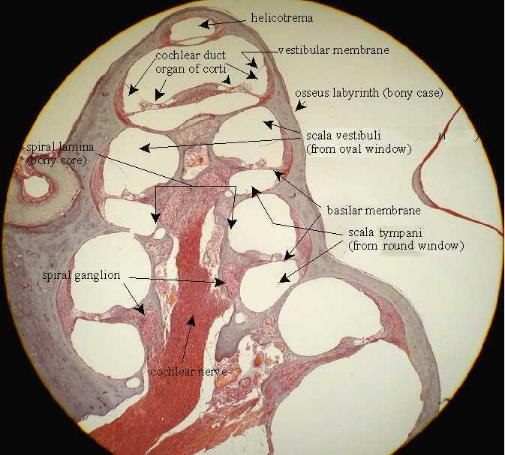 helicotrema
cochlear duct
organ of corti
vestibular membrane
osseus labyrinth (bony case)
scala vestibuli
(from oval window)
spiral lamina
(bony core)
basilar membrane
scala tympani
(from round window)
spiral ganglion
cochlear nerve